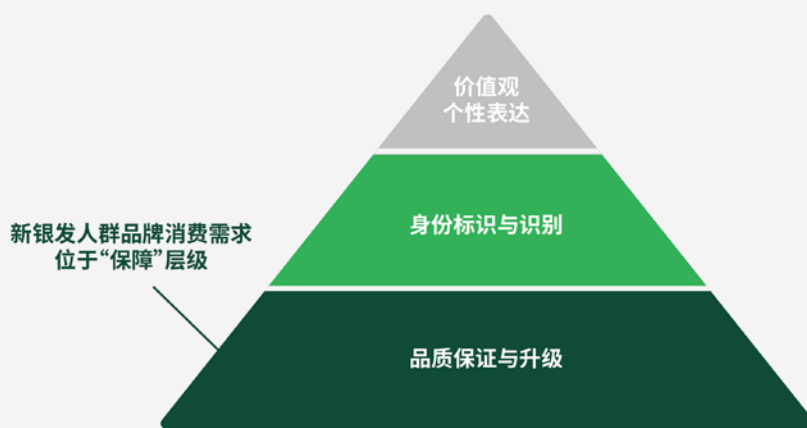 价值观
个性表达
身份标识与识别
新银发人群品牌消费需求
位于“保障”层级
品质保证与升级